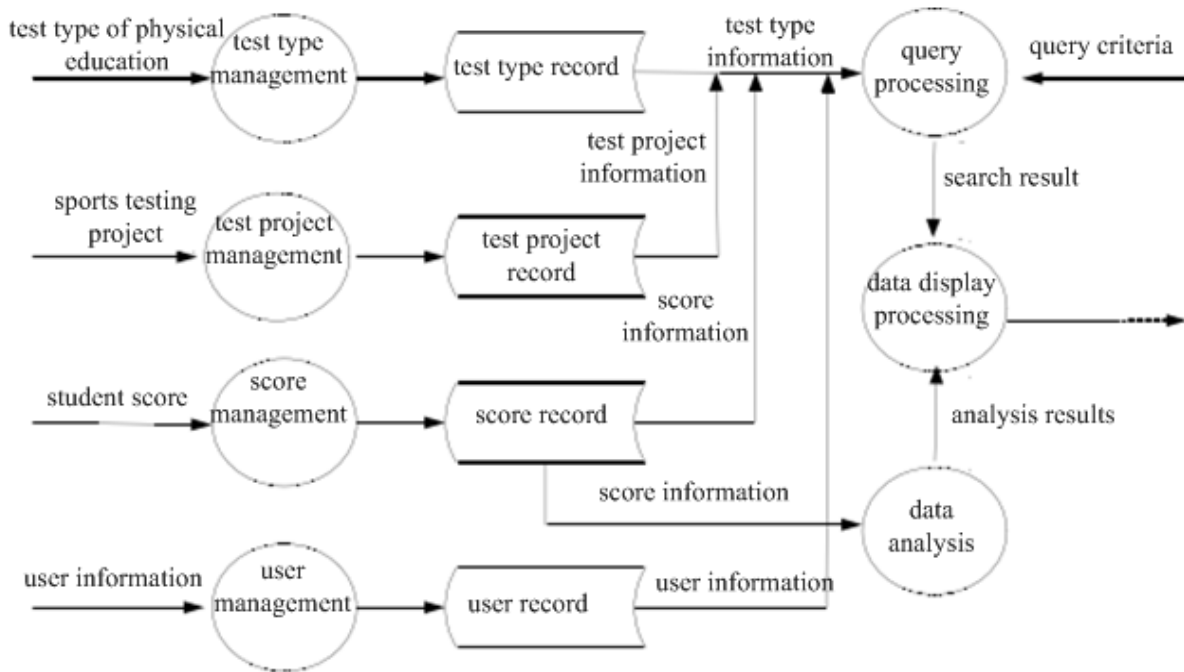 test type of physical
education
test type
management
test type record
test type
information
query
processing
query criteria
test project
information
search result
sports testing
project
test project
management
test project
record
score
information
data display
processing
student score
score
management
score record
analysis results
score information
data
analysis
user information
user
management
user record
user information